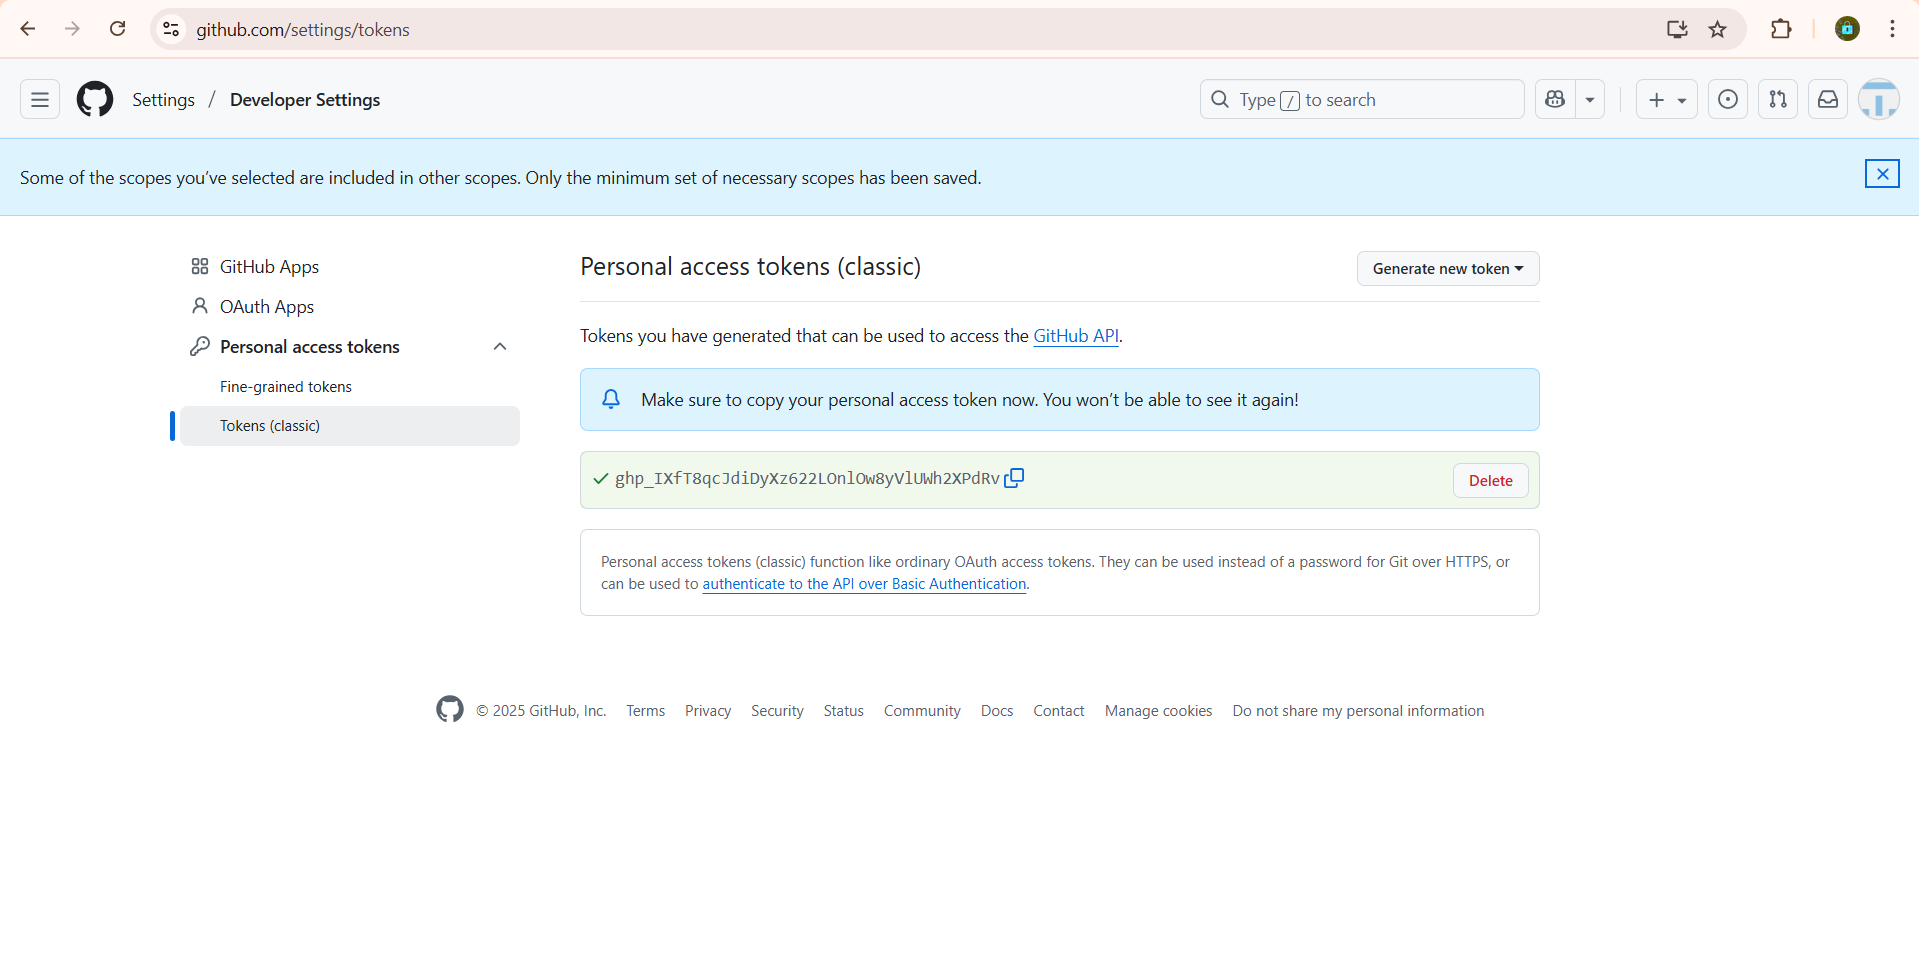 github.com/settings/tokens
Settings / Developer Settings
Type / to search
Some of the scopes you’ve selected are included in other scopes. Only the minimum set of necessary scopes has been saved.
GitHub Apps
OAuth Apps
Personal access tokens
Fine-grained tokens
Tokens (classic)
Personal access tokens (classic)
Generate new token
Tokens you have generated that can be used to access the GitHub API.
Make sure to copy your personal access token now. You won’t be able to see it again!
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
Delete
Personal access tokens (classic) function like ordinary OAuth access tokens. They can be used instead of a password for Git over HTTPS, or
can be used to authenticate to the API over Basic Authentication.
© 2025 GitHub, Inc. Terms Privacy Security Status Community Docs Contact Manage cookies Do not share my personal information